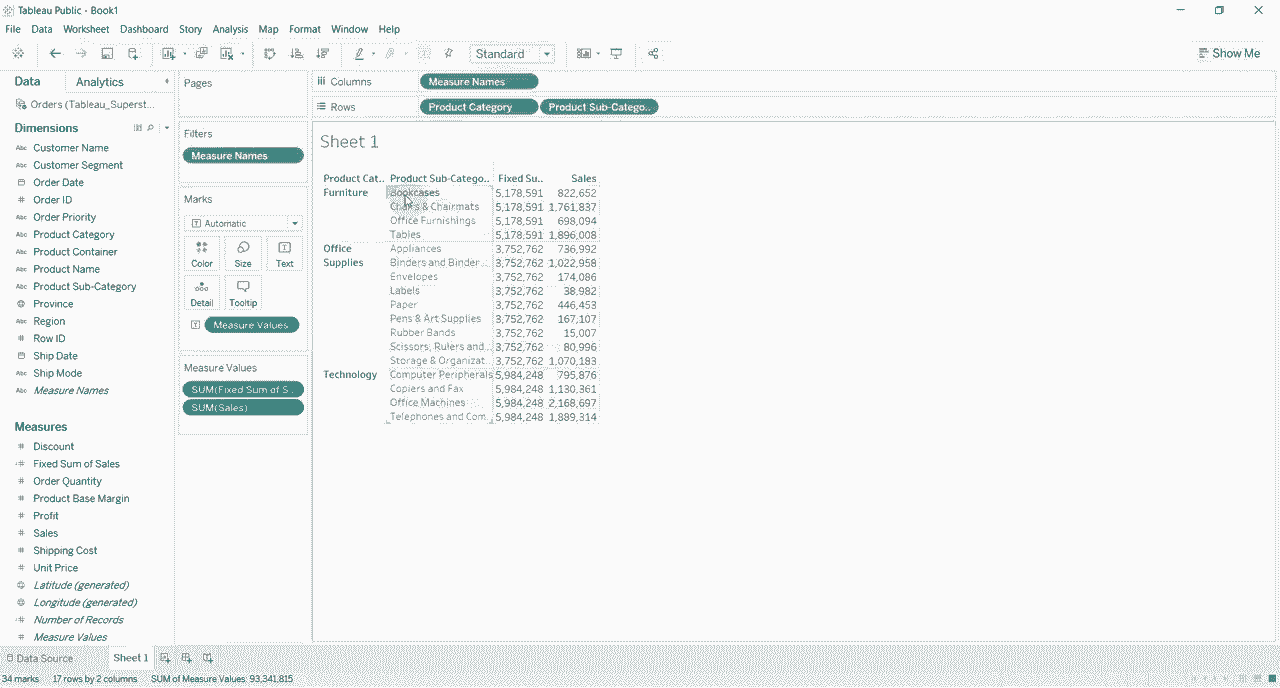 Tableau Public - Book1
File Data Worksheet Dashboard Story Analysis Map Format Window Help
Standard
Show Me
Data Analytics
Orders (Tableau_Superst...
Dimensions
Abc Customer Name
Abc Customer Segment
Order Date
# Order ID
Abc Order Priority
Abc Product Category
Abc Product Container
Abc Product Name
Abc Product Sub-Category
Province
Abc Region
# Row ID
Ship Date
Abc Ship Mode
Abc Measure Names
Measures
# Discount
=# Fixed Sum of Sales
# Order Quantity
# Product Base Margin
# Profit
# Sales
# Shipping Cost
# Unit Price
Latitude (generated)
Longitude (generated)
=# Number of Records
# Measure Values
Pages
Filters
Measure Names
Marks
Automatic
Color Size Text
Detail Tooltip
Measure Values
Measure Values
SUM(Fixed Sum of S..
SUM(Sales)
Columns Measure Names
Rows Product Category Product Sub-Catego..
Sheet 1
Product Cat.. Product Sub-Catego.. Fixed Su.. Sales
Furniture Bookcases 5,178,591 822,652
Chairs & Chairmats 5,178,591 1,761,837
Office Furnishings 5,178,591 698,094
Tables 5,178,591 1,896,008
Office Appliances 3,752,762 736,992
Supplies Binders and Binder.. 3,752,762 1,022,958
Envelopes 3,752,762 174,086
Labels 3,752,762 38,982
Paper 3,752,762 446,453
Pens & Art Supplies 3,752,762 167,107
Rubber Bands 3,752,762 15,007
Scissors, Rulers and.. 3,752,762 80,996
Storage & Organizat.. 3,752,762 1,070,183
Technology Computer Peripherals 5,984,248 795,876
Copiers and Fax 5,984,248 1,130,361
Office Machines 5,984,248 2,168,697
Telephones and Com.. 5,984,248 1,889,314
Data Source Sheet 1
34 marks 17 rows by 2 columns SUM of Measure Values: 93,341,815